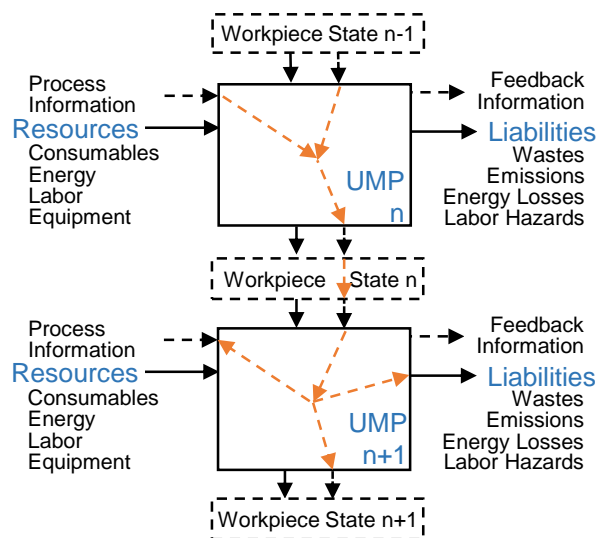 Workpiece State n-1
Process
Information
Resources
Consumables
Energy
Labor
Equipment
UMP
n
Feedback
Information
Liabilities
Wastes
Emissions
Energy Losses
Labor Hazards
Workpiece State n
Process
Information
Resources
Consumables
Energy
Labor
Equipment
UMP
n+1
Feedback
Information
Liabilities
Wastes
Emissions
Energy Losses
Labor Hazards
Workpiece State n+1